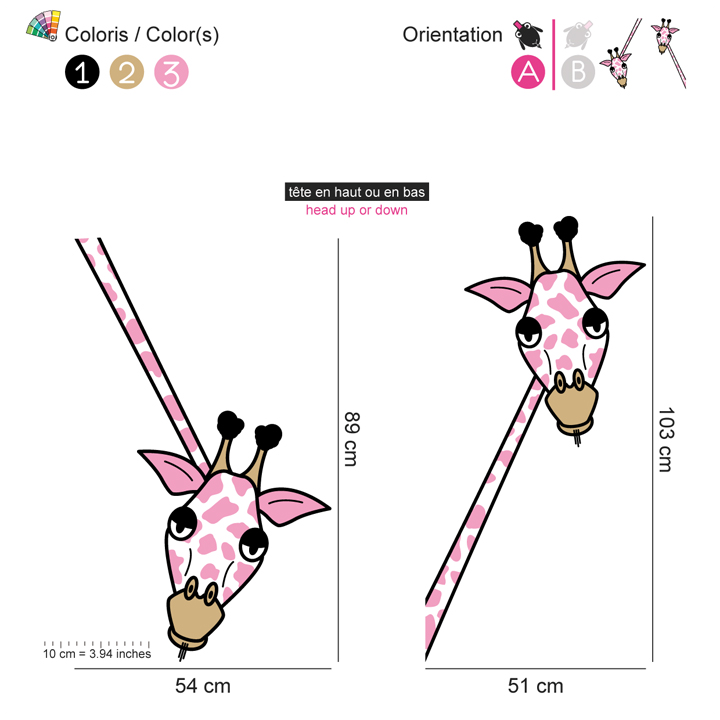 Coloris / Color(s)
1 2 3
Orientation
A B
tête en haut ou en bas
head up or down
89 cm
103 cm
10 cm = 3.94 inches
54 cm
51 cm